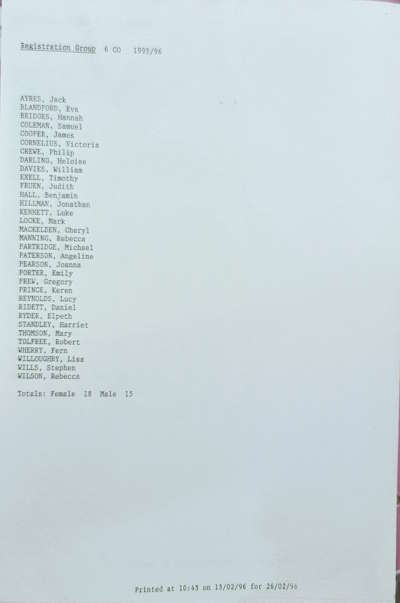 Registration Group 6 CO 1995/96
AYRES, Jack
BLANDFORD, Eva
BRIDGES, Hannah
COLEMAN, Samuel
COOPER, James
CORNELIUS, Victoria
CREWE, Philip
DARLING, Heloise
DAVIES, William
EXELL, Timothy
FRUEN, Judith
HALL, Benjamin
HILLMAN, Jonathan
KENNETT, Luke
LOCKE, Mark
MACKELDEN, Cheryl
MANNING, Rebecca
PARTRIDGE, Michael
PATERSON, Angeline
PEARSON, Joanna
PORTER, Emily
PREW, Gregory
PRINCE, Keren
REYNOLDS, Lucy
RIDETT, Daniel
RYDER, Elpeth
STANDLEY, Harriet
THOMSON, Mary
TOLFREE, Robert
WHERRY, Fern
WILLOUGHBY, Lisa
WILLS, Stephen
WILSON, Rebecca
Totals: Female 18 Male 15
Printed at 10:43 on 13/02/96 for 26/02/96